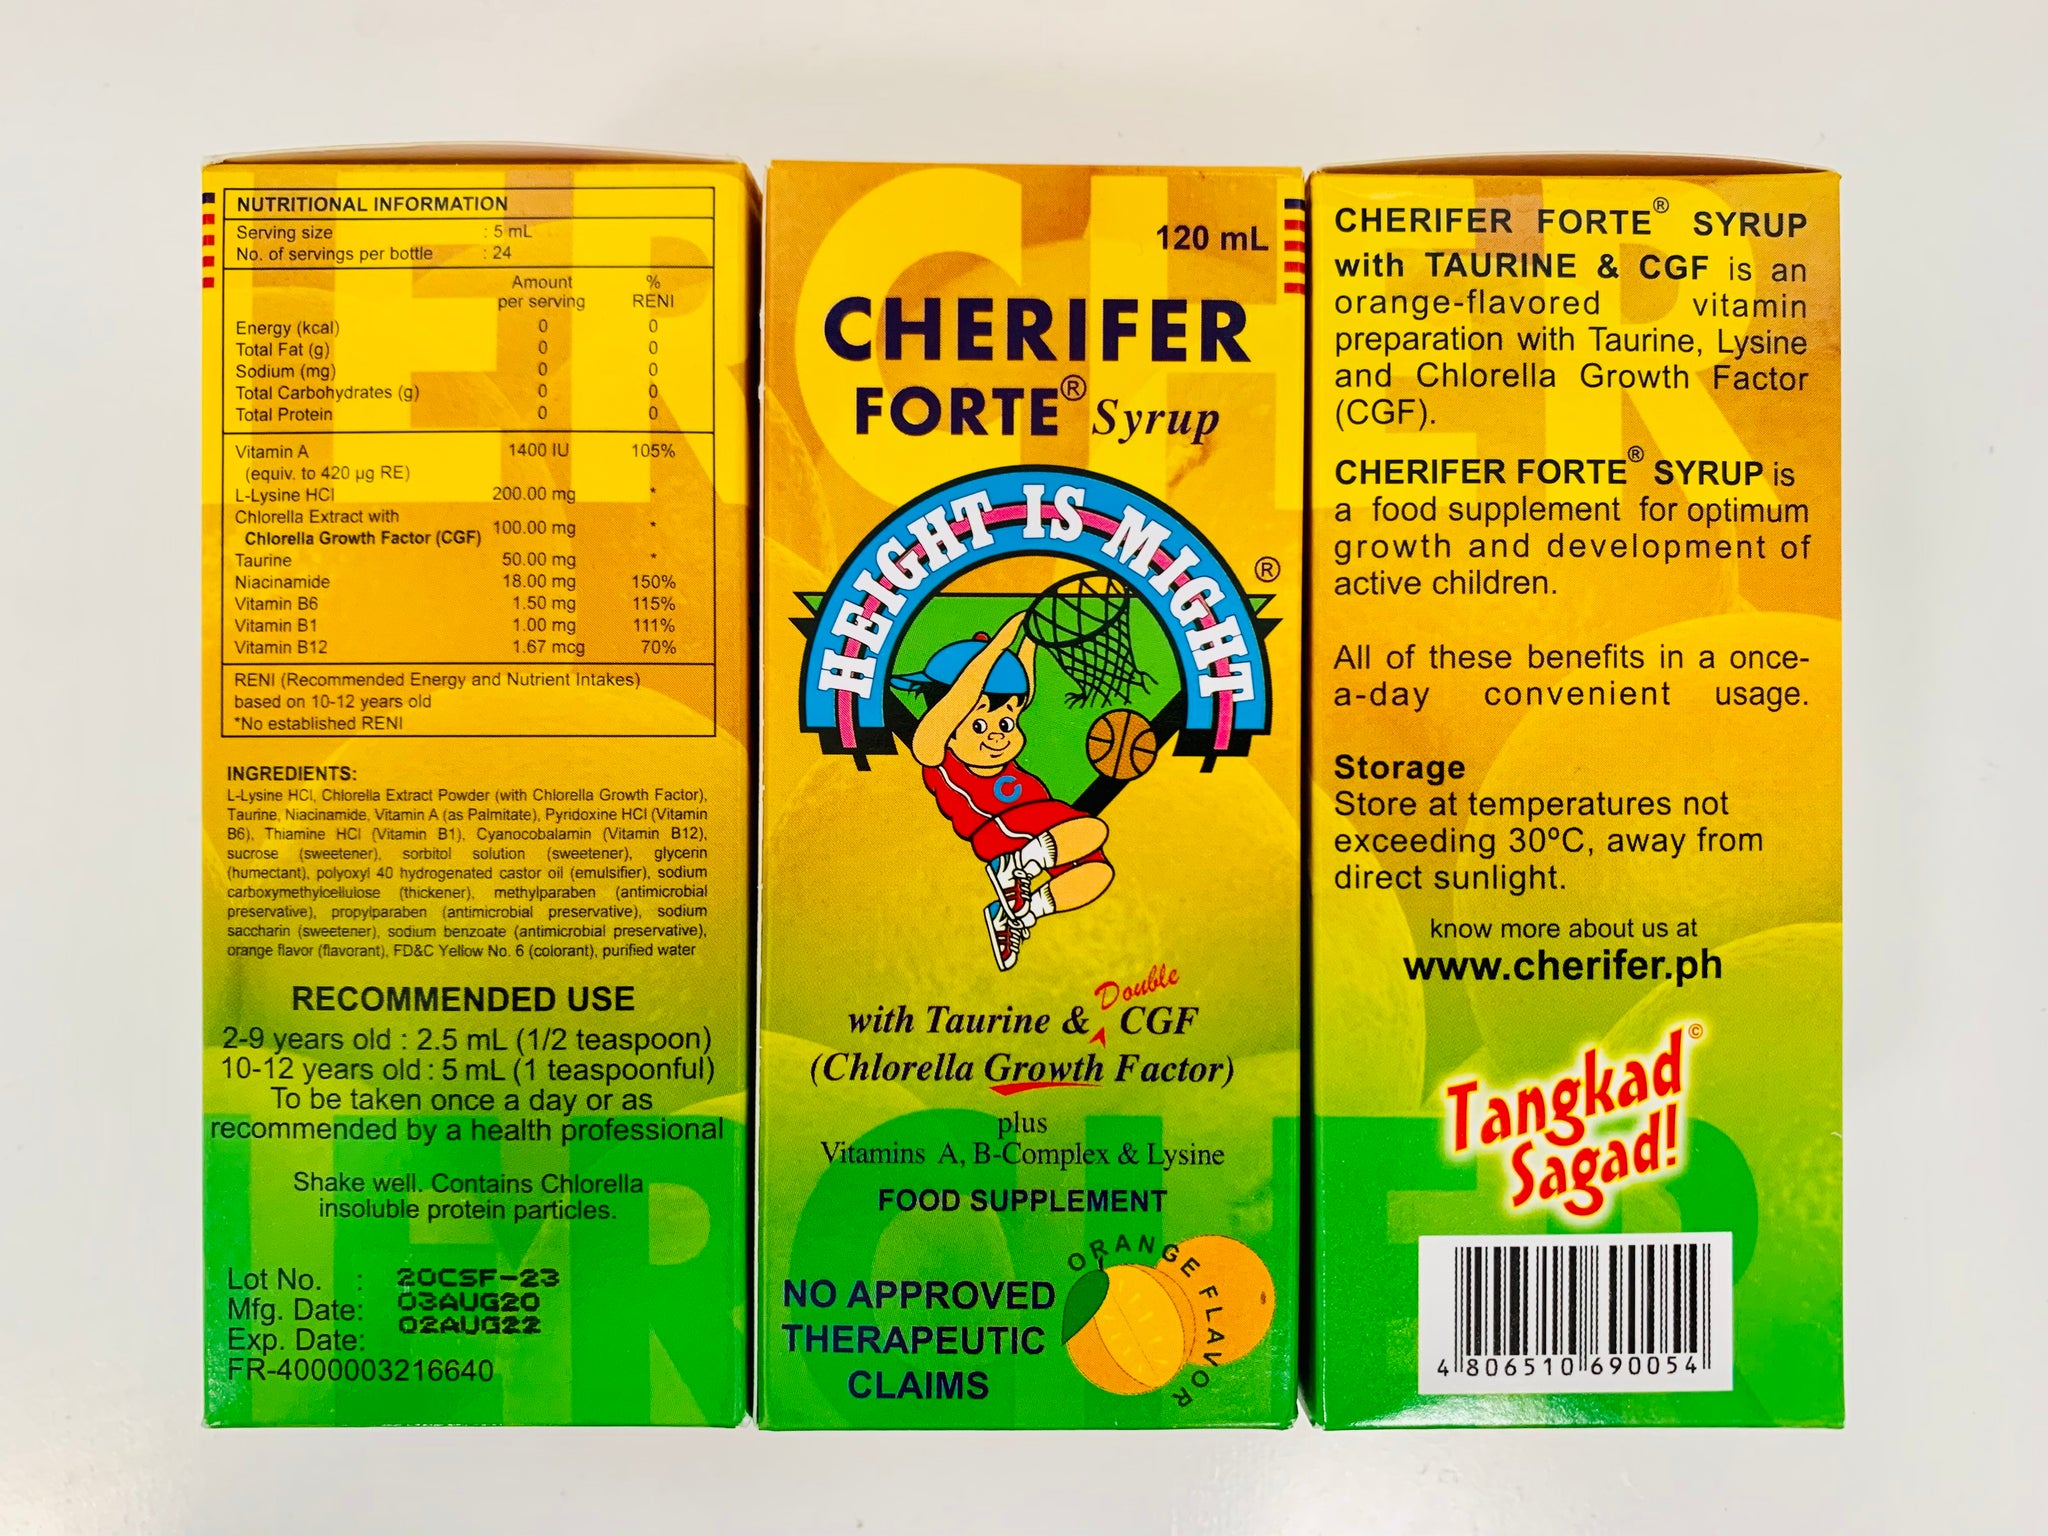 NUTRITIONAL INFORMATION
Serving size : 5 mL
No. of servings per bottle : 24
Amount per serving % RENI
Energy (kcal) 0 0
Total Fat (g) 0 0
Sodium (mg) 0 0
Total Carbohydrates (g) 0 0
Total Protein 0 0
Vitamin A 1400 IU 105%
(equiv. to 420 µg RE)
L-Lysine HCl 200.00 mg *
Chlorella Extract with
Chlorella Growth Factor (CGF) 100.00 mg *
Taurine 50.00 mg *
Niacinamide 18.00 mg 150%
Vitamin B6 1.50 mg 115%
Vitamin B1 1.00 mg 111%
Vitamin B12 1.67 mcg 70%
RENI (Recommended Energy and Nutrient Intakes)
based on 10-12 years old
*No established RENI
INGREDIENTS:
L-Lysine HCl, Chlorella Extract Powder (with Chlorella Growth Factor),
Taurine, Niacinamide, Vitamin A (as Palmitate), Pyridoxine HCl (Vitamin
B6), Thiamine HCl (Vitamin B1), Cyanocobalamin (Vitamin B12),
sucrose (sweetener), sorbitol solution (sweetener), glycerin
(humectant), polyoxyl 40 hydrogenated castor oil (emulsifier), sodium
carboxymethylcellulose (thickener), methylparaben (antimicrobial
preservative), propylparaben (antimicrobial preservative), sodium
saccharin (sweetener), sodium benzoate (antimicrobial preservative),
orange flavor (flavorant), FD&C Yellow No. 6 (colorant), purified water
RECOMMENDED USE
2-9 years old : 2.5 mL (1/2 teaspoon)
10-12 years old : 5 mL (1 teaspoonful)
To be taken once a day or as
recommended by a health professional
Shake well. Contains Chlorella
insoluble protein particles.
Lot No. : 20CSF-23
Mfg. Date: 03AUG20
Exp. Date: 02AUG22
FR-4000003216640
120 mL
CHERIFER
FORTE® Syrup
HEIGHT IS MIGHT
®
C
with Taurine & Double CGF
(Chlorella Growth Factor)
plus
Vitamins A, B-Complex & Lysine
FOOD SUPPLEMENT
NO APPROVED
THERAPEUTIC
CLAIMS
ORANGE FLAVOR
CHERIFER FORTE® SYRUP
with TAURINE & CGF is an
orange-flavored vitamin
preparation with Taurine, Lysine
and Chlorella Growth Factor
(CGF).
CHERIFER FORTE® SYRUP is
a food supplement for optimum
growth and development of
active children.
All of these benefits in a once-
a-day convenient usage.
Storage
Store at temperatures not
exceeding 30ºC, away from
direct sunlight.
know more about us at
www.cherifer.ph
Tangkad©
Sagad!
4 806510 690054